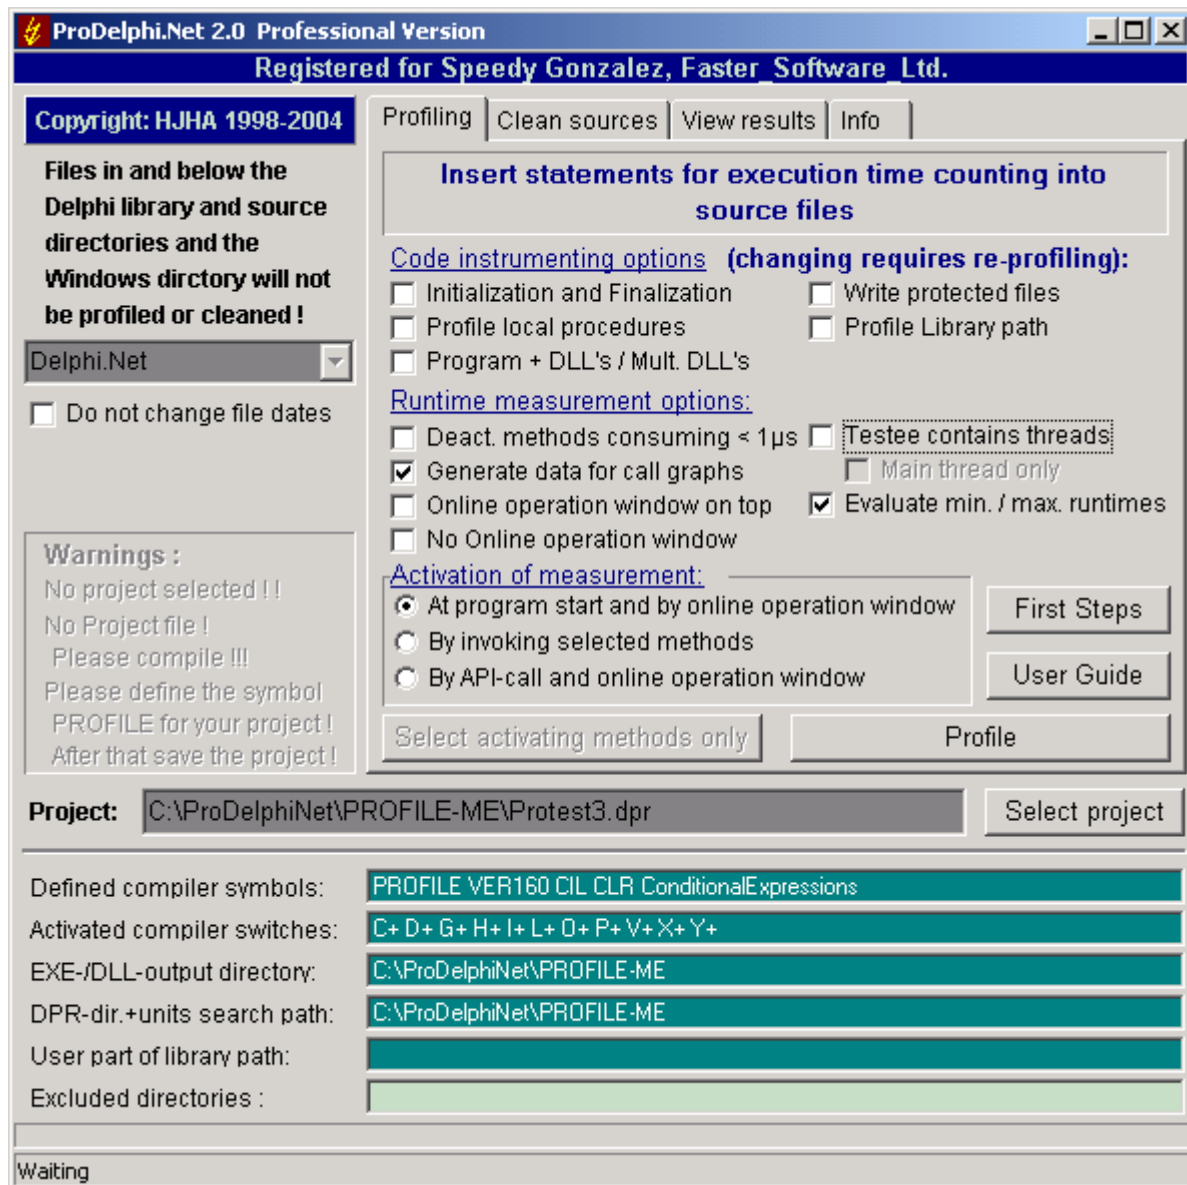 ProDelphi.Net 2.0 Professional Version
Registered for Speedy Gonzalez, Faster_Software_Ltd.
Copyright: HJHA 1998-2004
Files in and below the
Delphi library and source
directories and the
Windows dirctory will not
be profiled or cleaned !
Delphi.Net
Do not change file dates
Warnings :
No project selected ! !
No Project file !
Please compile !!!
Please define the symbol
PROFILE for your project !
After that save the project !
Profiling
Clean sources
View results
Info
Insert statements for execution time counting into
source files
Code instrumenting options (changing requires re-profiling):
Initialization and Finalization
Write protected files
Profile local procedures
Profile Library path
Program + DLL's / Mult. DLL's
Runtime measurement options:
Deact. methods consuming < 1µs
Testee contains threads
Generate data for call graphs
Main thread only
Online operation window on top
Evaluate min. / max. runtimes
No Online operation window
Activation of measurement:
At program start and by online operation window
By invoking selected methods
By API-call and online operation window
First Steps
User Guide
Select activating methods only
Profile
Project: C:\ProDelphiNet\PROFILE-ME\Protest3.dpr
Select project
Defined compiler symbols: PROFILE VER160 CIL CLR ConditionalExpressions
Activated compiler switches: C+ D+ G+ H+ I+ L+ O+ P+ V+ X+ Y+
EXE-/DLL-output directory: C:\ProDelphiNet\PROFILE-ME
DPR-dir.+units search path: C:\ProDelphiNet\PROFILE-ME
User part of library path:
Excluded directories :
Waiting